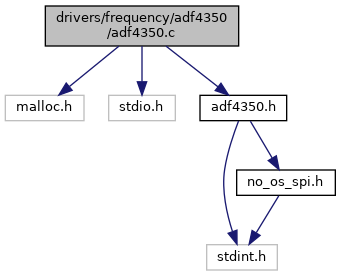 drivers/frequency/adf4350
/adf4350.c
malloc.h
stdio.h
adf4350.h
no_os_spi.h
stdint.h